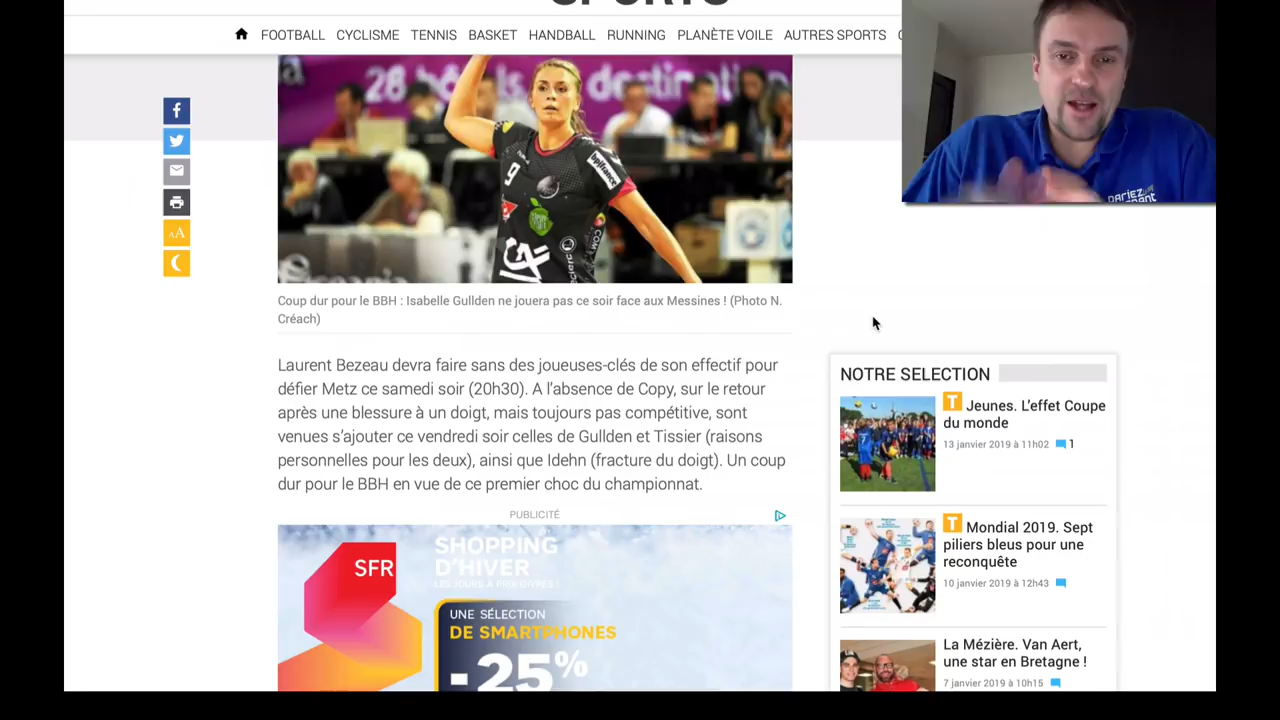 SPORTS
FOOTBALL CYCLISME TENNIS BASKET HANDBALL RUNNING PLANÈTE VOILE AUTRES SPORTS
9
bplfrance
Coup dur pour le BBH : Isabelle Gullden ne jouera pas ce soir face aux Messines ! (Photo N.
Créach)
Laurent Bezeau devra faire sans des joueuses-clés de son effectif pour
défier Metz ce samedi soir (20h30). A l’absence de Copy, sur le retour
après une blessure à un doigt, mais toujours pas compétitive, sont
venues s’ajouter ce vendredi soir celles de Gullden et Tissier (raisons
personnelles pour les deux), ainsi que Idehn (fracture du doigt). Un coup
dur pour le BBH en vue de ce premier choc du championnat.
PUBLICITÉ
SFR
SHOPPING
D’HIVER
UNE SÉLECTION
DE SMARTPHONES
-25%
NOTRE SELECTION
T Jeunes. L’effet Coupe
du monde
13 janvier 2019 à 11h02 1
T Mondial 2019. Sept
piliers bleus pour une
reconquête
10 janvier 2019 à 12h43
La Mézière. Van Aert,
une star en Bretagne !
7 janvier 2019 à 10h15